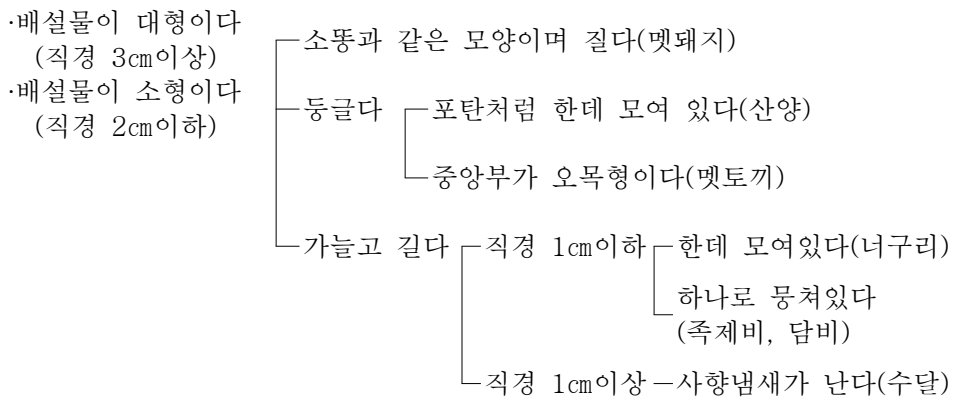 ·배설물이 대형이다
(직경 3㎝이상)
·배설물이 소형이다
(직경 2㎝이하)
소똥과 같은 모양이며 질다(멧돼지)
둥글다
포탄처럼 한데 모여 있다(산양)
중앙부가 오목형이다(멧토끼)
가늘고 길다
직경 1㎝이하
한데 모여있다(너구리)
하나로 뭉쳐있다
(족제비, 담비)
직경 1㎝이상
사향냄새가 난다(수달)